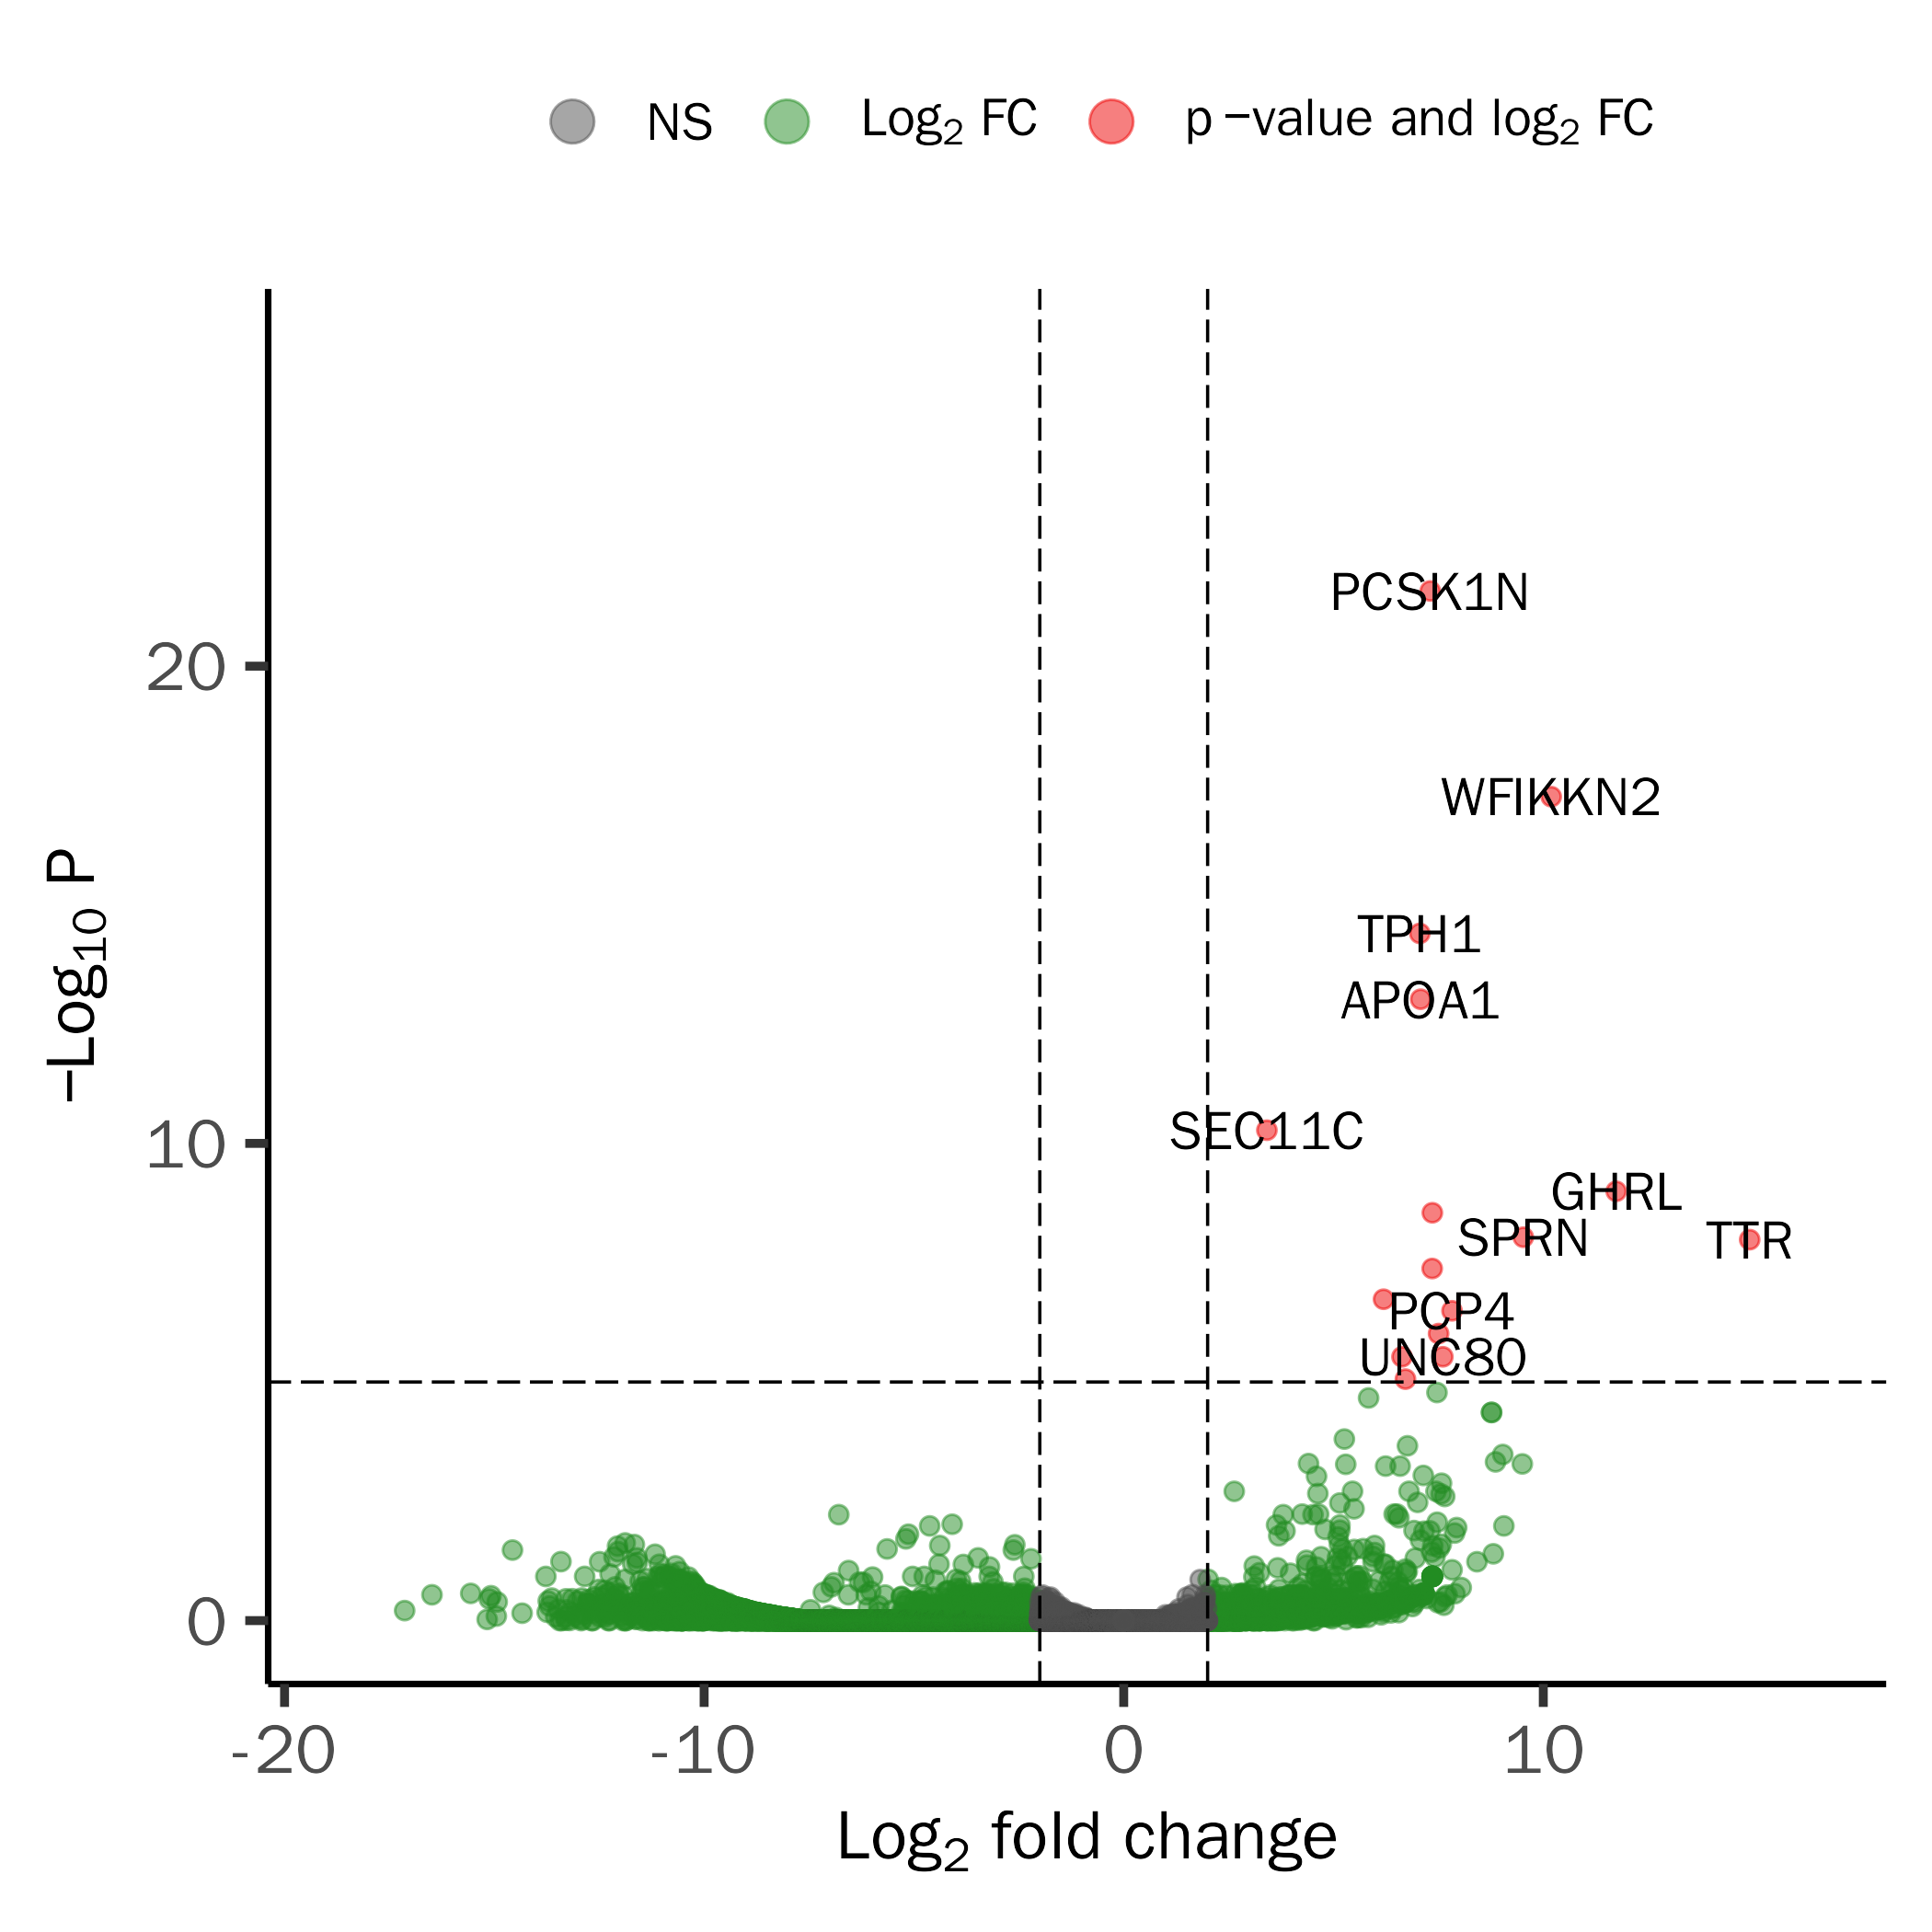 NS Log2 FC p −value and log2 FC
−Log10 P
20
10
0
PCSK1N
WFIKKN2
TPH1
APOA1
SEC11C
GHRL
SPRN
TTR
PCP4
UNC80
-20 -10 0 10
Log2 fold change